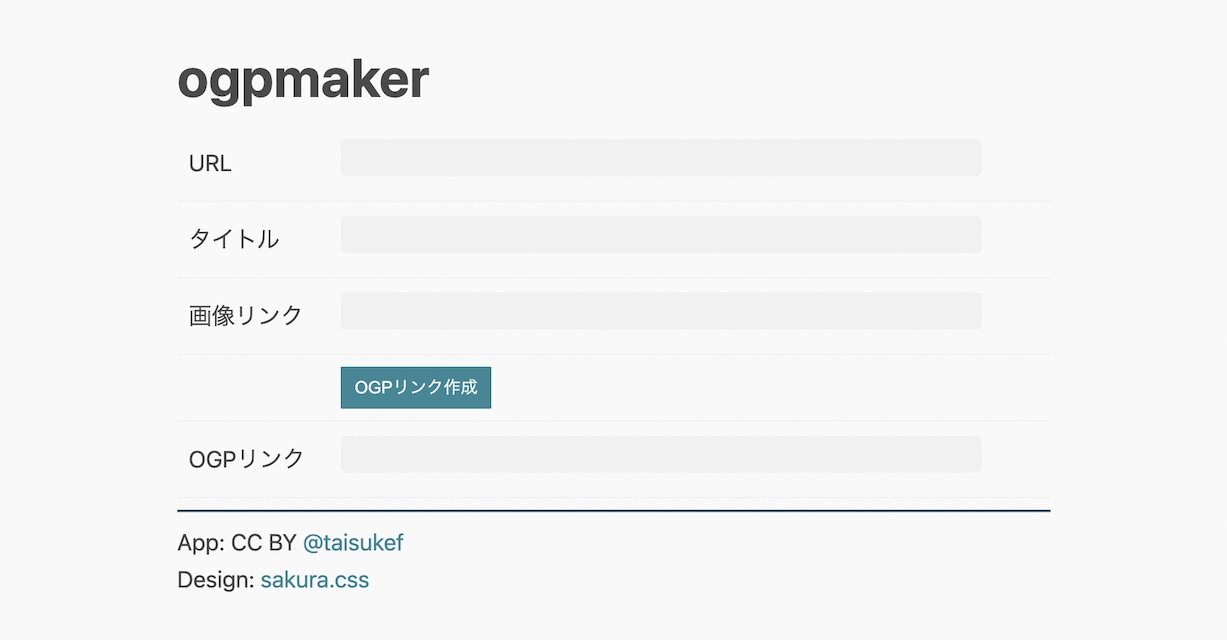 ogpmaker
URL
タイトル
画像リンク
OGPリンク作成
OGPリンク
App: CC BY @taisukef
Design: sakura.css